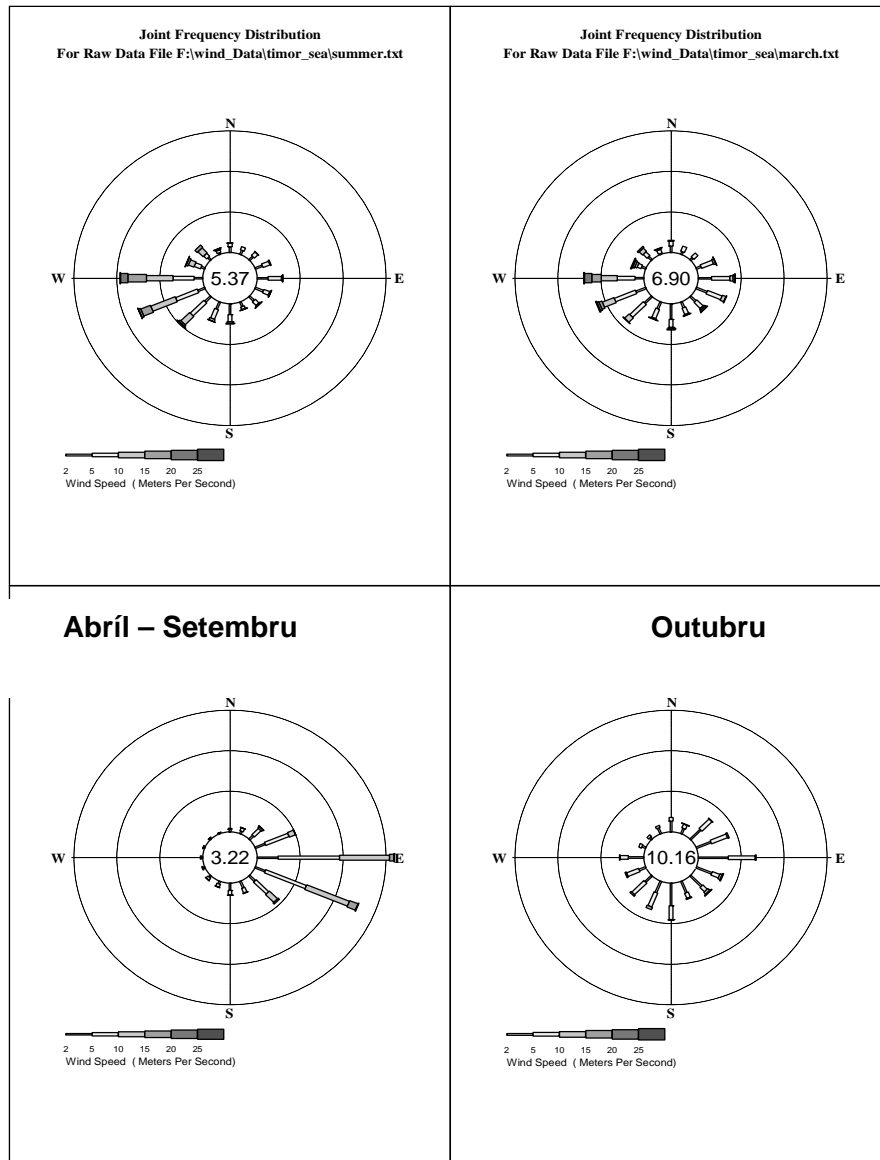 Joint Frequency Distribution
For Raw Data File F:\wind_Data\timor_sea\summer.txt
N
W
5.37
E
S
2 5 10 15 20 25
Wind Speed ( Meters Per Second)
Joint Frequency Distribution
For Raw Data File F:\wind_Data\timor_sea\march.txt
N
W
6.90
E
S
2 5 10 15 20 25
Wind Speed ( Meters Per Second)
Abríl – Setembru
N
W
3.22
E
S
2 5 10 15 20 25
Wind Speed ( Meters Per Second)
Outubru
N
W
10.16
E
S
2 5 10 15 20 25
Wind Speed ( Meters Per Second)